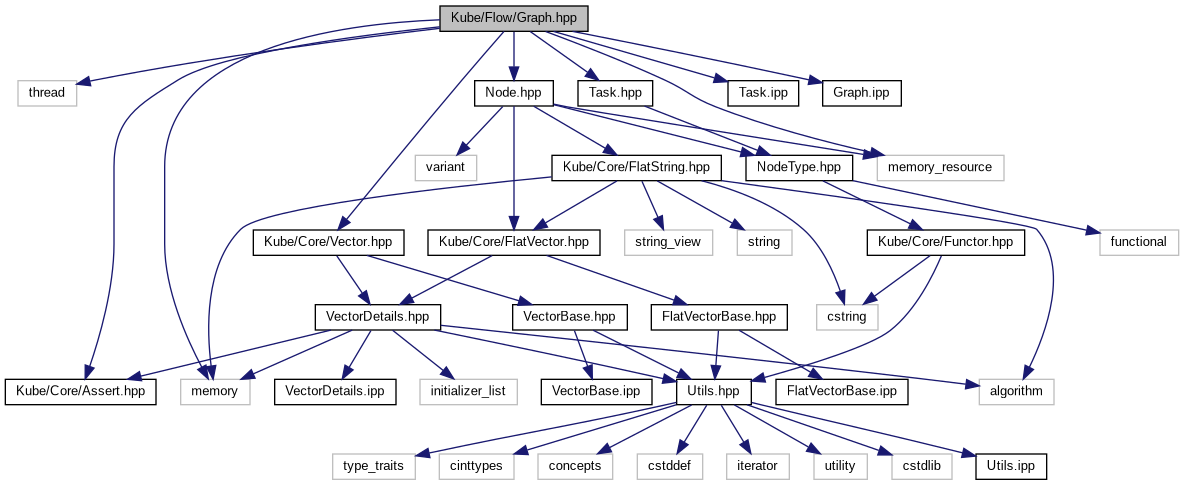 Kube/Flow/Graph.hpp
thread
Node.hpp
Task.hpp
Task.ipp
Graph.ipp
variant
Kube/Core/FlatString.hpp
NodeType.hpp
memory_resource
Kube/Core/Vector.hpp
Kube/Core/FlatVector.hpp
string_view
string
Kube/Core/Functor.hpp
functional
VectorDetails.hpp
VectorBase.hpp
FlatVectorBase.hpp
cstring
Kube/Core/Assert.hpp
memory
VectorDetails.ipp
initializer_list
VectorBase.ipp
Utils.hpp
FlatVectorBase.ipp
algorithm
type_traits
cinttypes
concepts
cstddef
iterator
utility
cstdlib
Utils.ipp